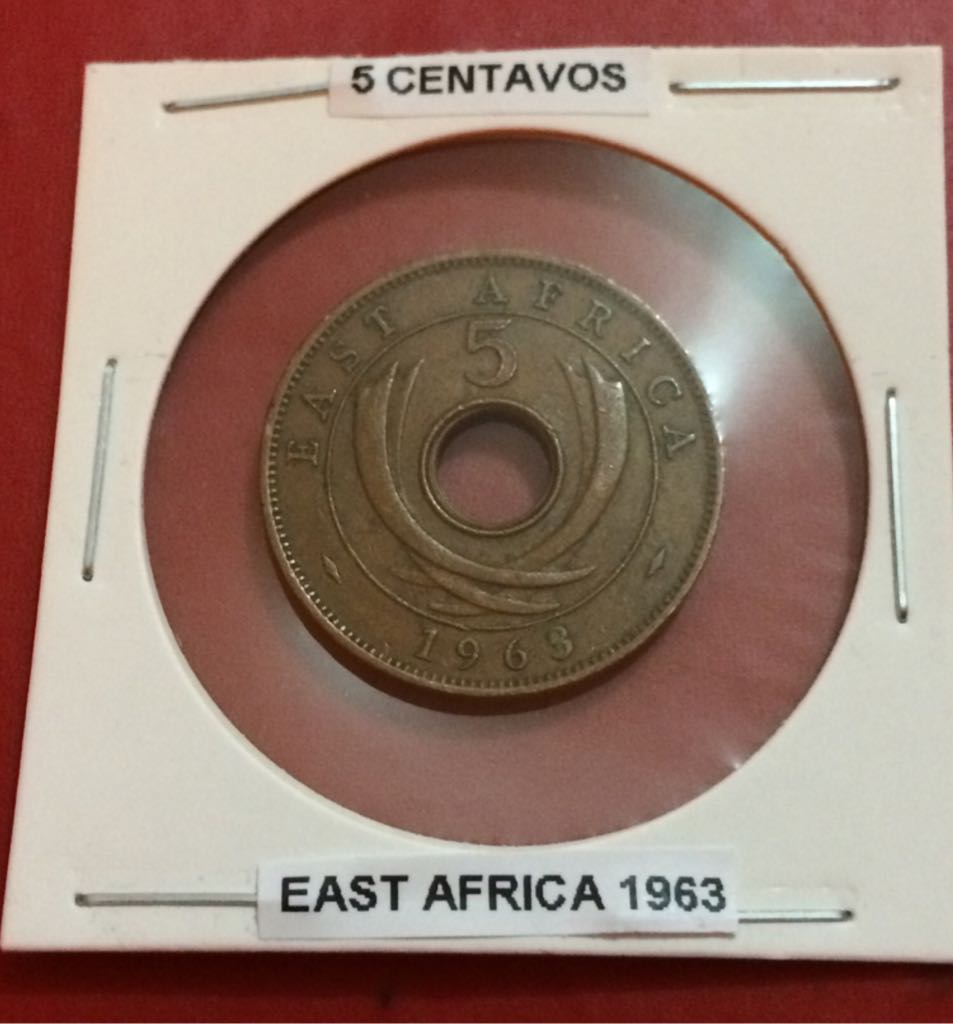 5 CENTAVOS
EAST AFRICA
5
1963
EAST AFRICA 1963